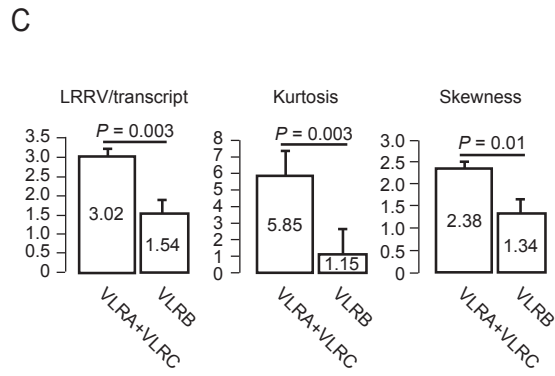 C
LRRV/transcript
Kurtosis
Skewness
P = 0.003
P = 0.003
P = 0.01
3.5
3.0
2.5
2.0
1.5
1.0
0.5
0
3.02
1.54
VLRA+VLRC
VLRB
8
7
6
5
4
3
2
1
0
5.85
1.15
VLRA+VLRC
VLRB
3.0
2.5
2.0
1.5
1.0
0.5
0
2.38
1.34
VLRA+VLRC
VLRB